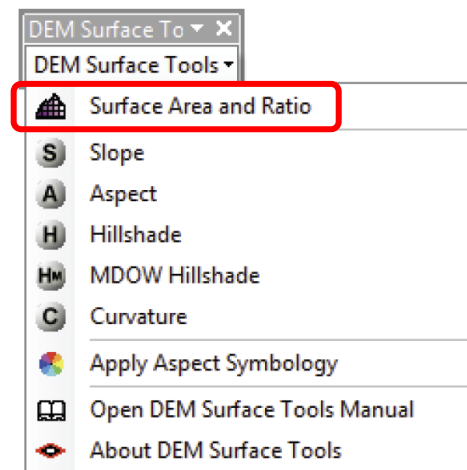 DEM Surface To
DEM Surface Tools
Surface Area and Ratio
S Slope
A Aspect
H Hillshade
HM MDOW Hillshade
C Curvature
Apply Aspect Symbology
Open DEM Surface Tools Manual
About DEM Surface Tools